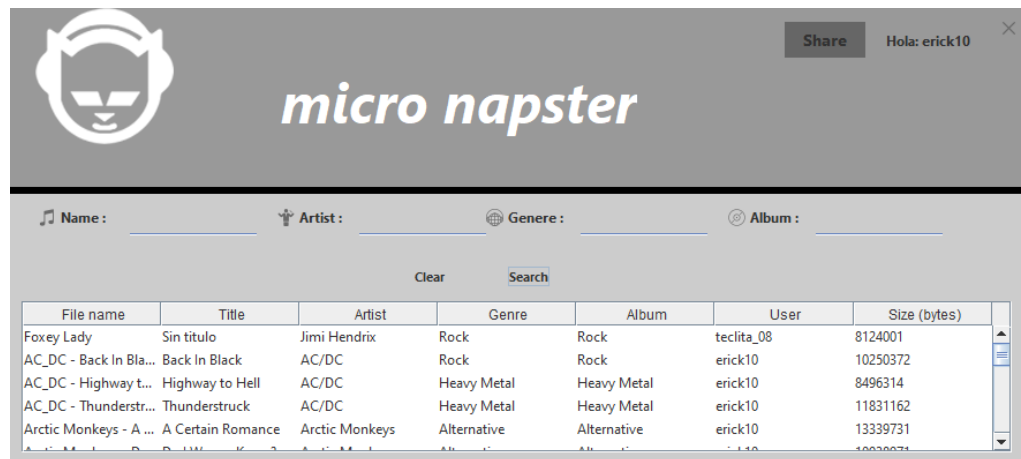 Share Hola: erick10
micro napster
Name : Artist : Genere : Album :
Clear Search
File name Title Artist Genre Album User Size (bytes)
Foxey Lady Sin titulo Jimi Hendrix Rock Rock teclita_08 8124001
AC_DC - Back In Bla... Back In Black AC/DC Rock Rock erick10 10250372
AC_DC - Highway t... Highway to Hell AC/DC Heavy Metal Heavy Metal erick10 8496314
AC_DC - Thunderstr... Thunderstruck AC/DC Heavy Metal Heavy Metal erick10 11831162
Arctic Monkeys - A ... A Certain Romance Arctic Monkeys Alternative Alternative erick10 13339731